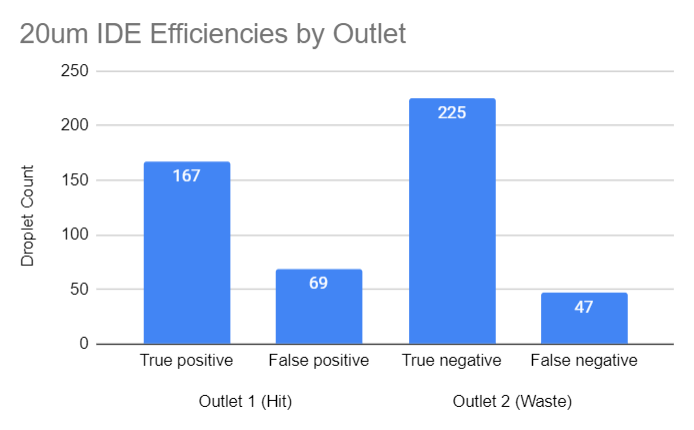 20um IDE Efficiencies by Outlet
250
200
150
100
50
0
Droplet Count
167
69
225
47
True positive False positive True negative False negative
Outlet 1 (Hit) Outlet 2 (Waste)